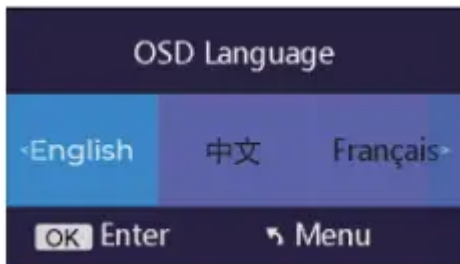 OSD Language
<English 中文 Français>
OK Enter ↰ Menu